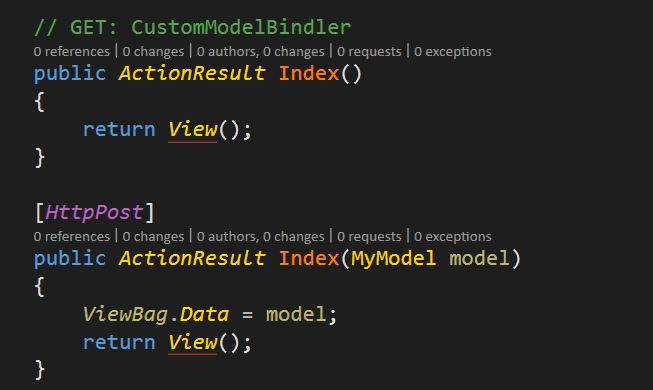 // GET: CustomModelBindler
0 references | 0 changes | 0 authors, 0 changes | 0 requests | 0 exceptions
public ActionResult Index()
{
    return View();
}
[HttpPost]
0 references | 0 changes | 0 authors, 0 changes | 0 requests | 0 exceptions
public ActionResult Index(MyModel model)
{
    ViewBag.Data = model;
    return View();
}